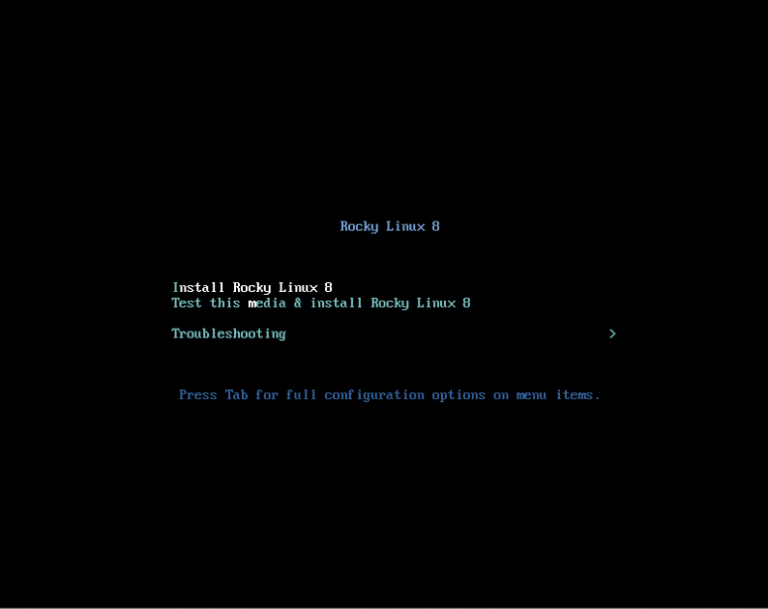 Rocky Linux 8
Install Rocky Linux 8
Test this media & install Rocky Linux 8
Troubleshooting >
Press Tab for full configuration options on menu items.